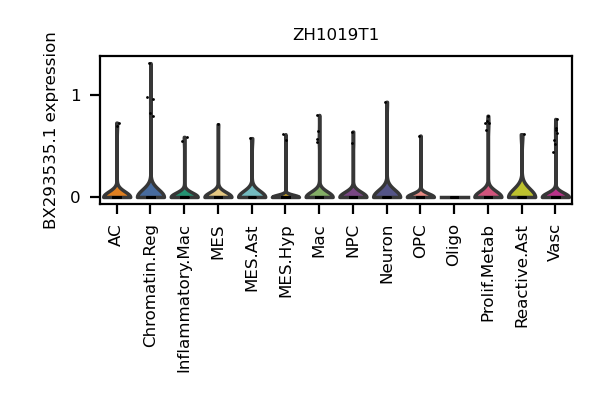 ZH1019T1
BX293535.1 expression
1
0
AC
Chromatin.Reg
Inflammatory.Mac
MES
MES.Ast
MES.Hyp
Mac
NPC
Neuron
OPC
Oligo
Prolif.Metab
Reactive.Ast
Vasc